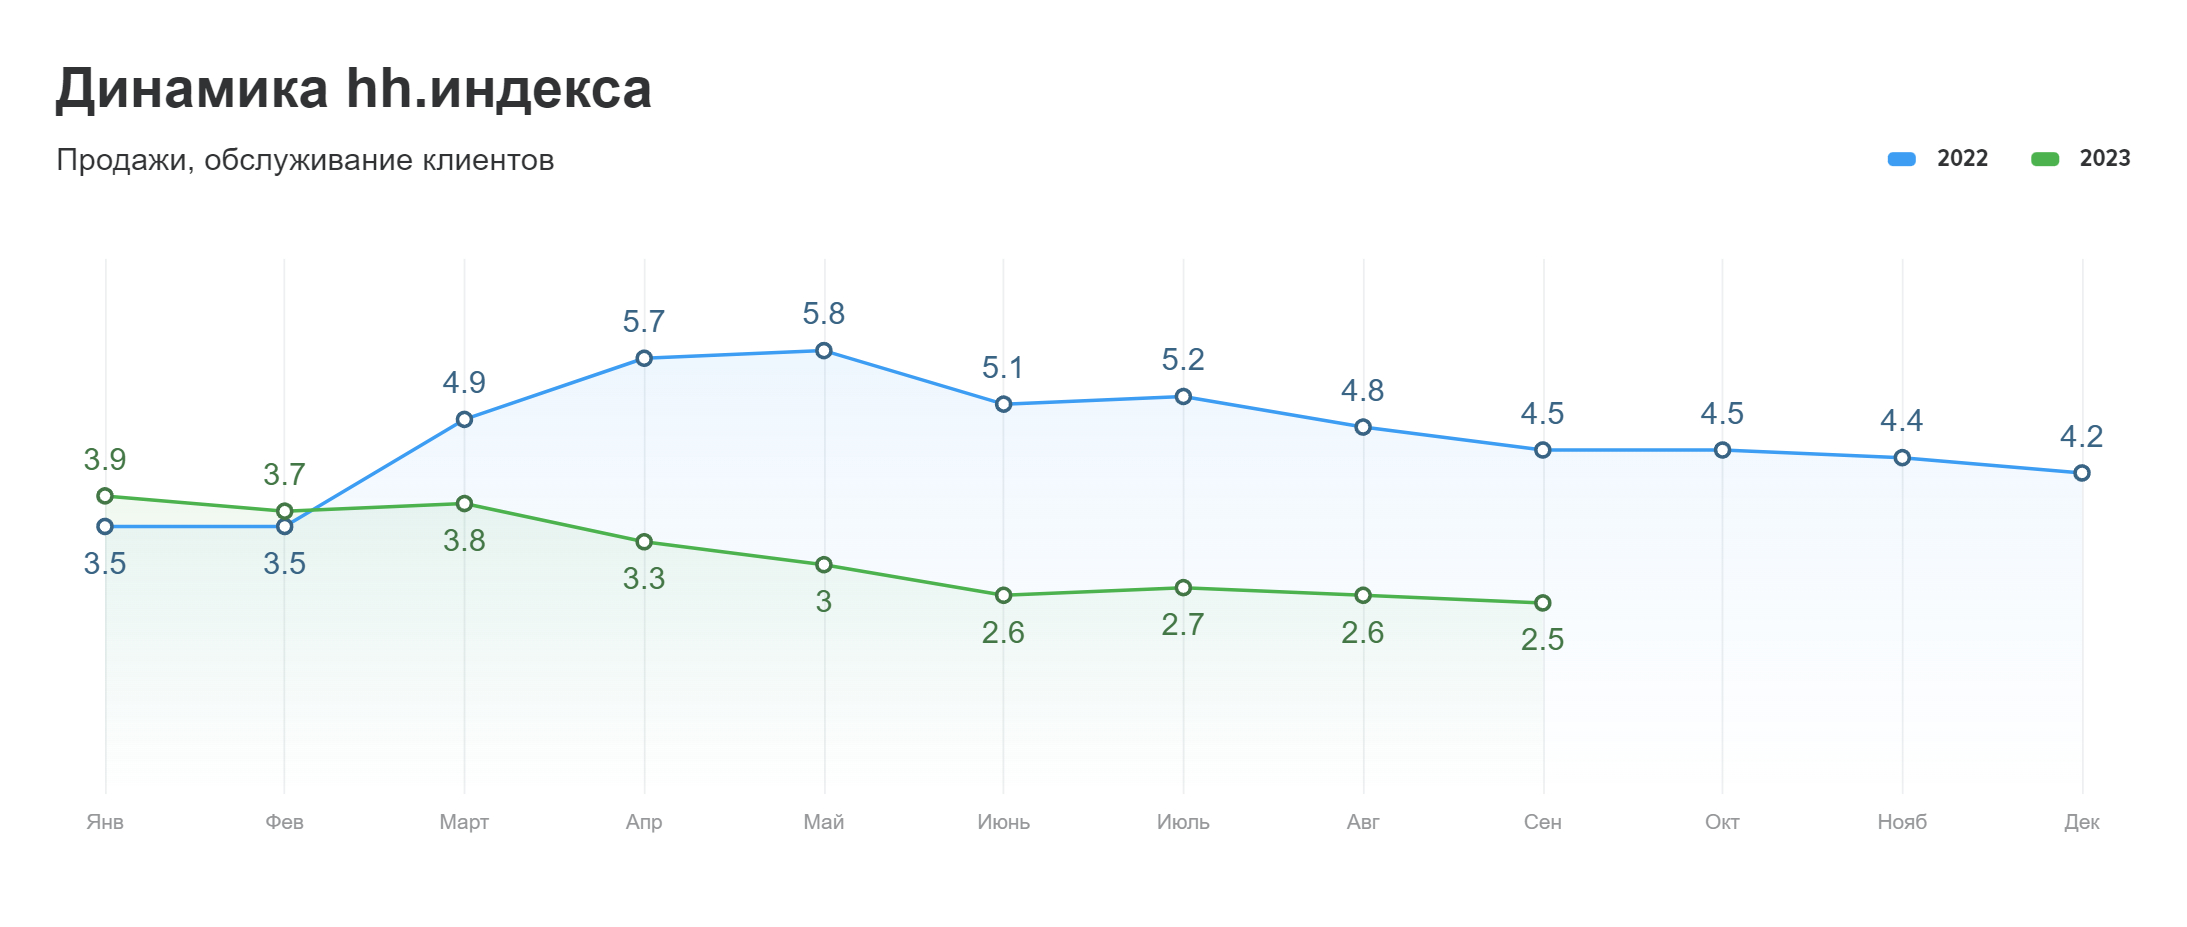 Динамика hh.индекса
Продажи, обслуживание клиентов
2022 2023
5.7 5.8
4.9 5.1 5.2 4.8 4.5 4.5 4.4 4.2
3.9 3.7
3.5 3.5 3.8 3.3 3 2.6 2.7 2.6 2.5
Янв Фев Март Апр Май Июнь Июль Авг Сен Окт Нояб Дек